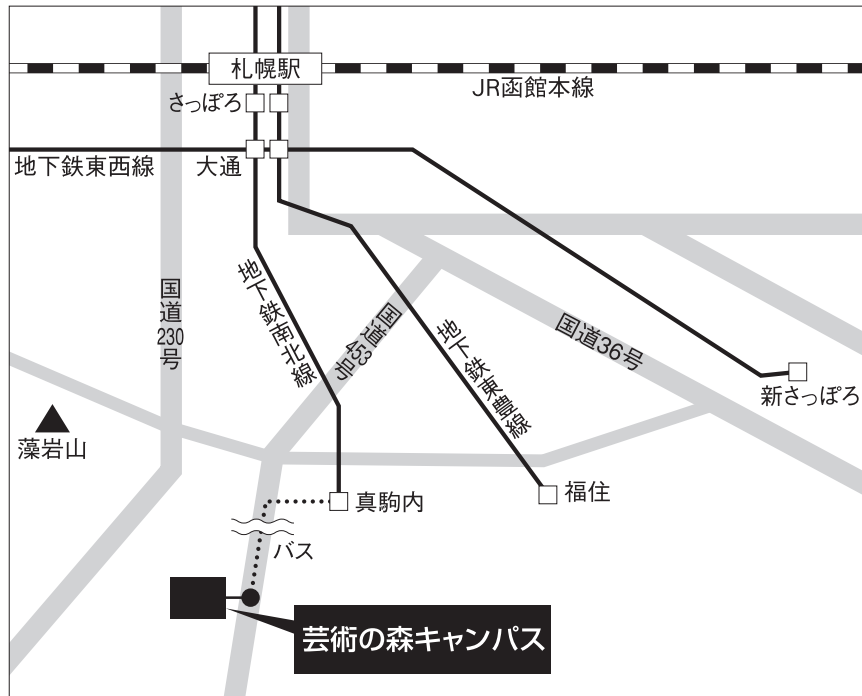 札幌駅
さっぽろ
JR函館本線
地下鉄東西線
大通
国道230号
地下鉄南北線
国道453号
地下鉄東豊線
国道36号
新さっぽろ
藻岩山
真駒内
福住
バス
芸術の森キャンパス